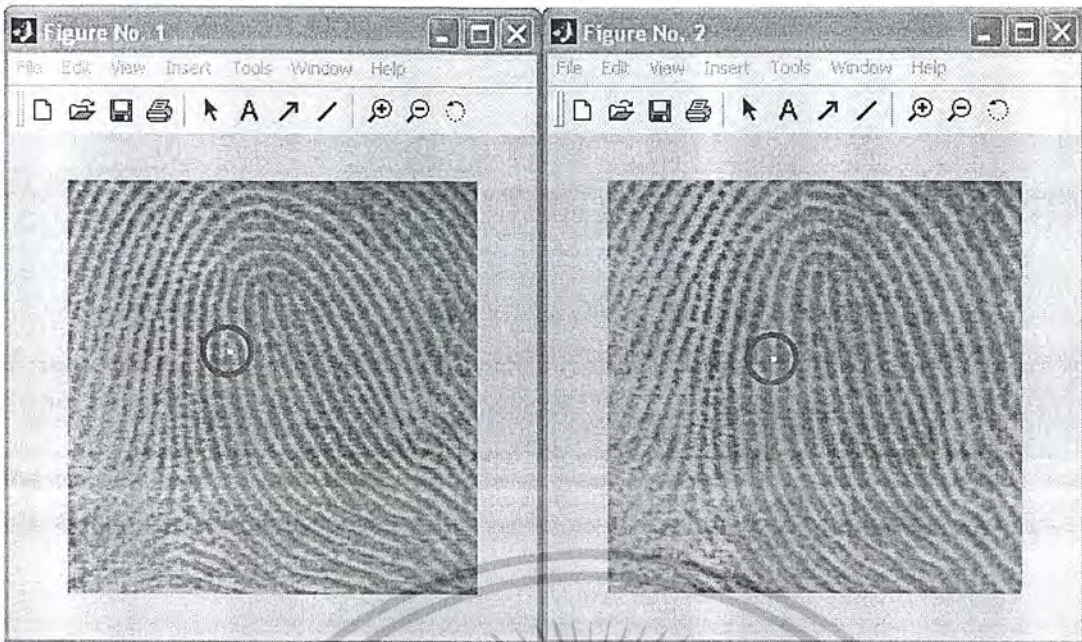 Figure No. 1
File Edit View Insert Tools Window Help
A
Figure No. 2
File Edit View Insert Tools Window Help
A